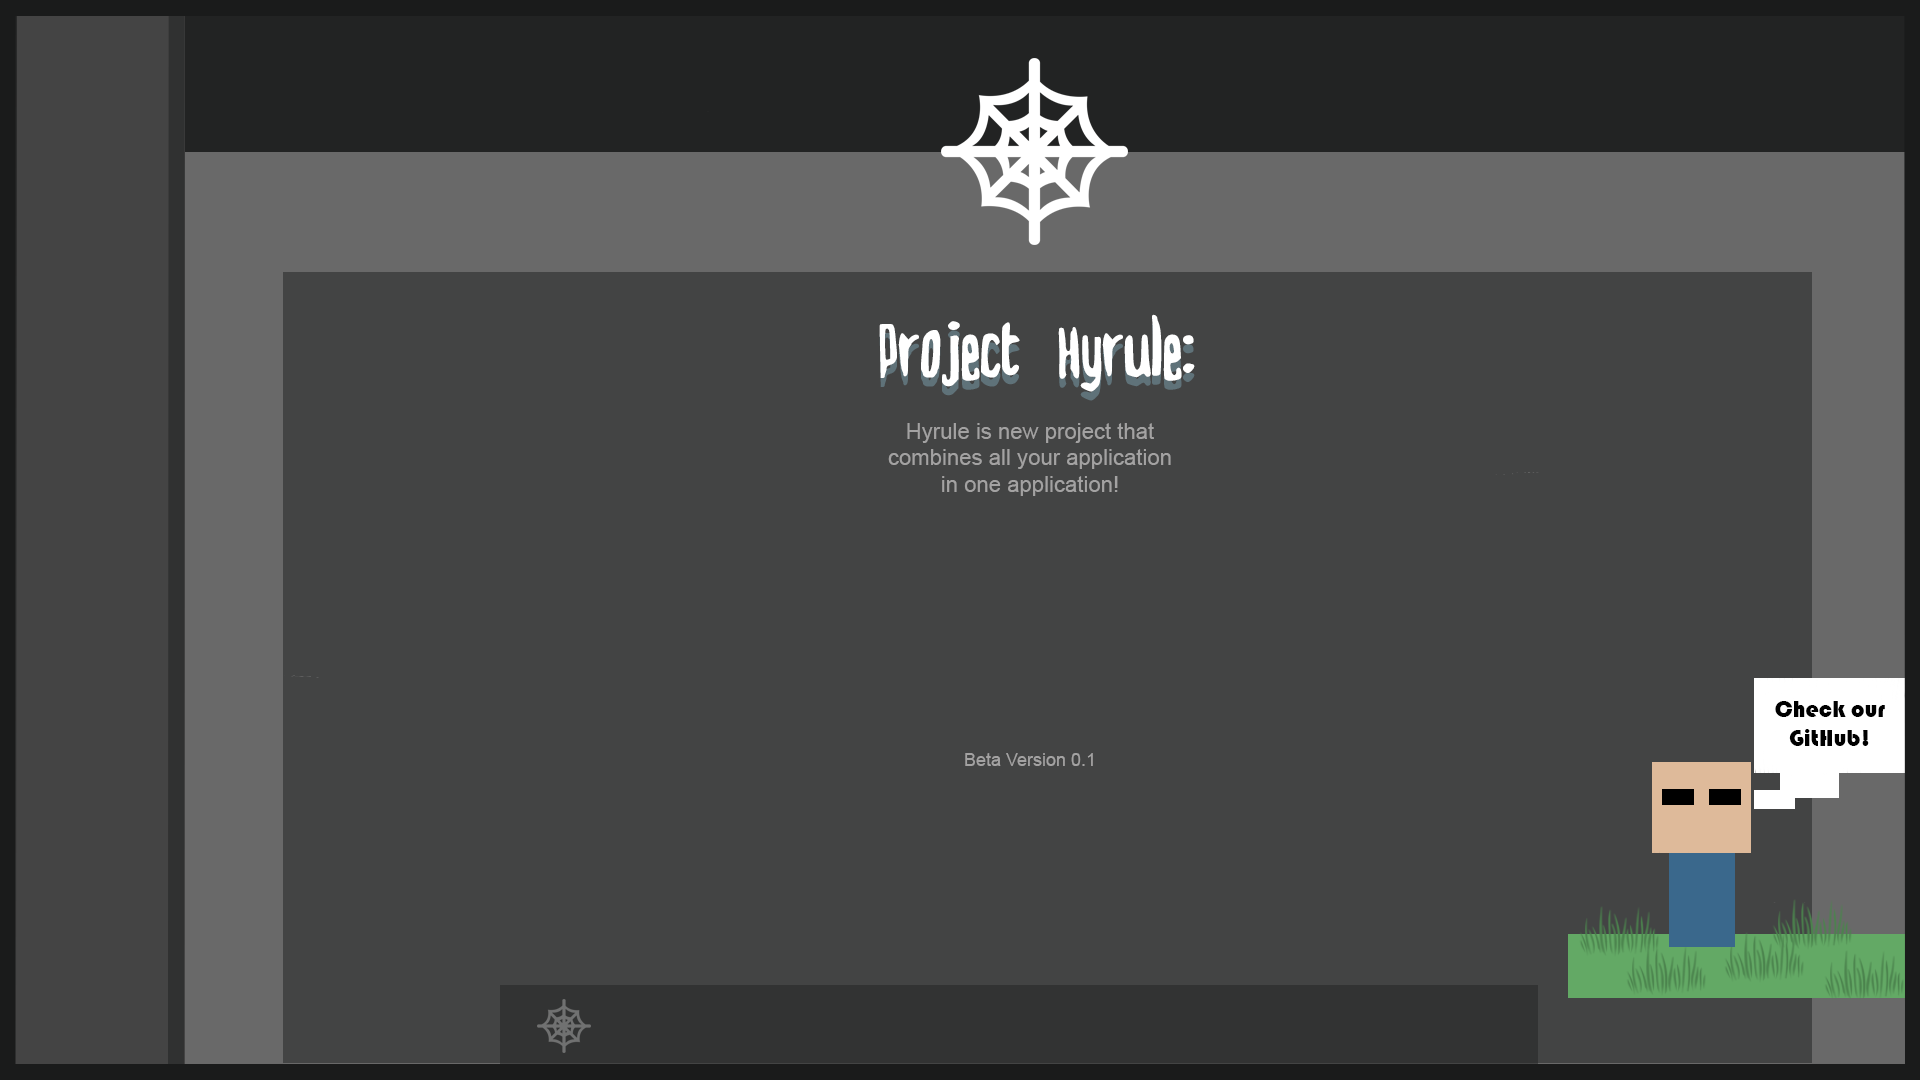 Project Hyrule:
Hyrule is new project that
combines all your application
in one application!
Check our
GitHub!
Beta Version 0.1